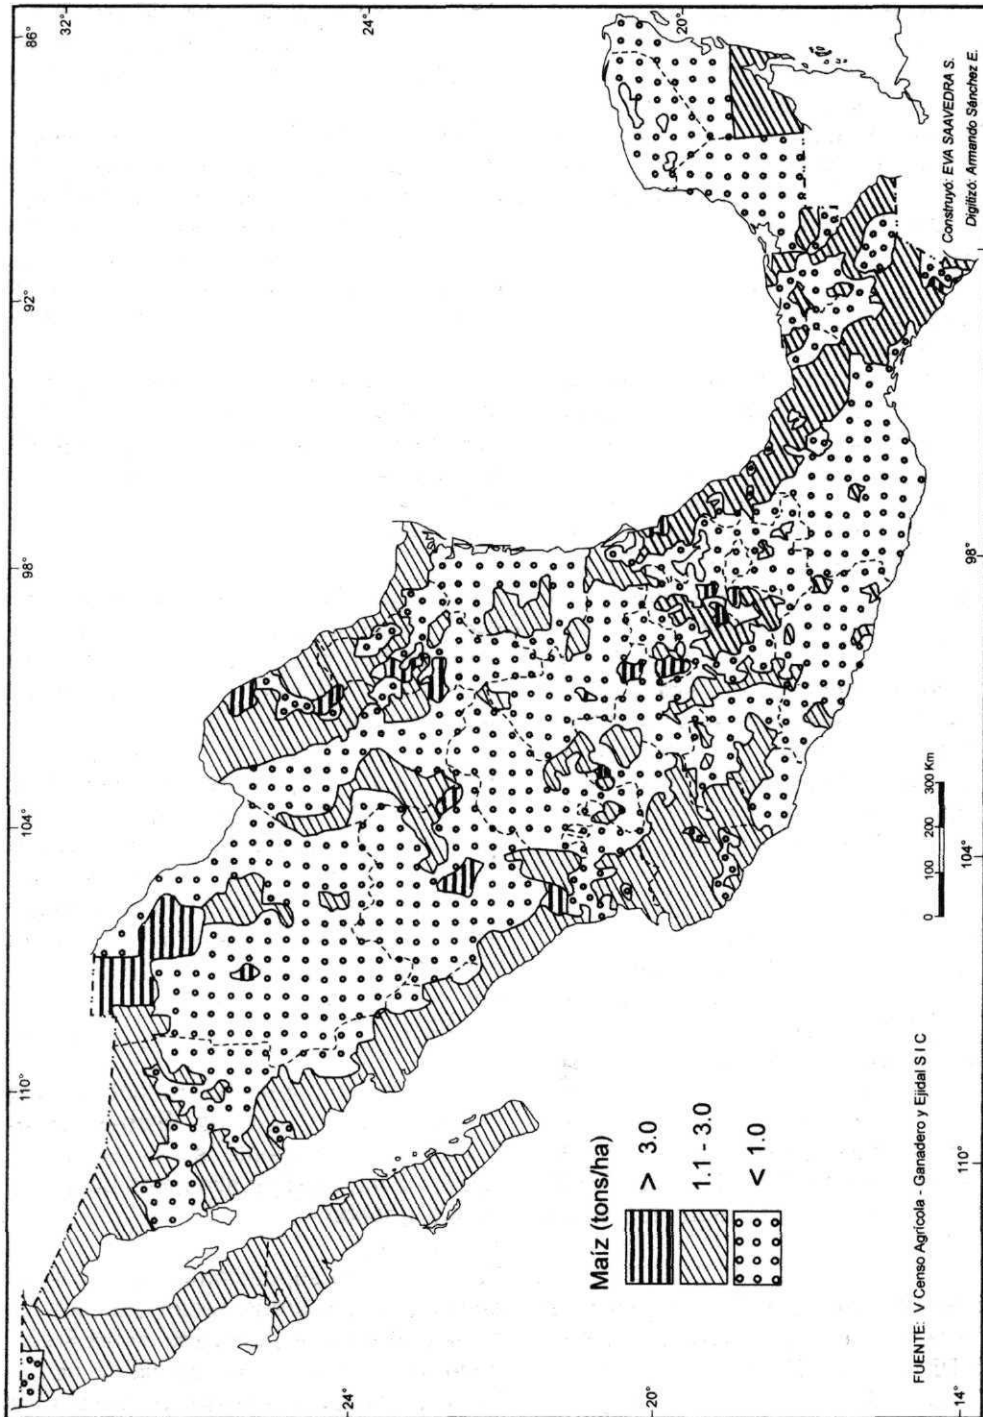 86°
92°
98°
104°
110°
32°
24°
20°
24°
20°
14°
98°
104°
110°
Maíz (tons/ha)
> 3.0
1.1 - 3.0
< 1.0
0 100 200 300 Km
FUENTE: V Censo Agrícola - Ganadero y Ejidal S I C
Construyó: EVA SAAVEDRA S.
Digitizó: Armando Sánchez E.